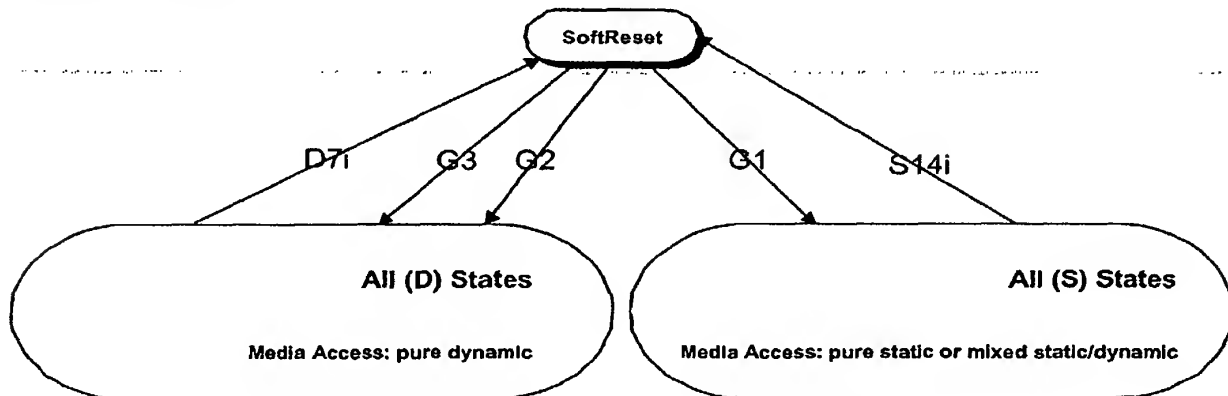 SoftReset
D7i
G3
G2
G1
S14i
All (D) States
Media Access: pure dynamic
All (S) States
Media Access: pure static or mixed static/dynamic